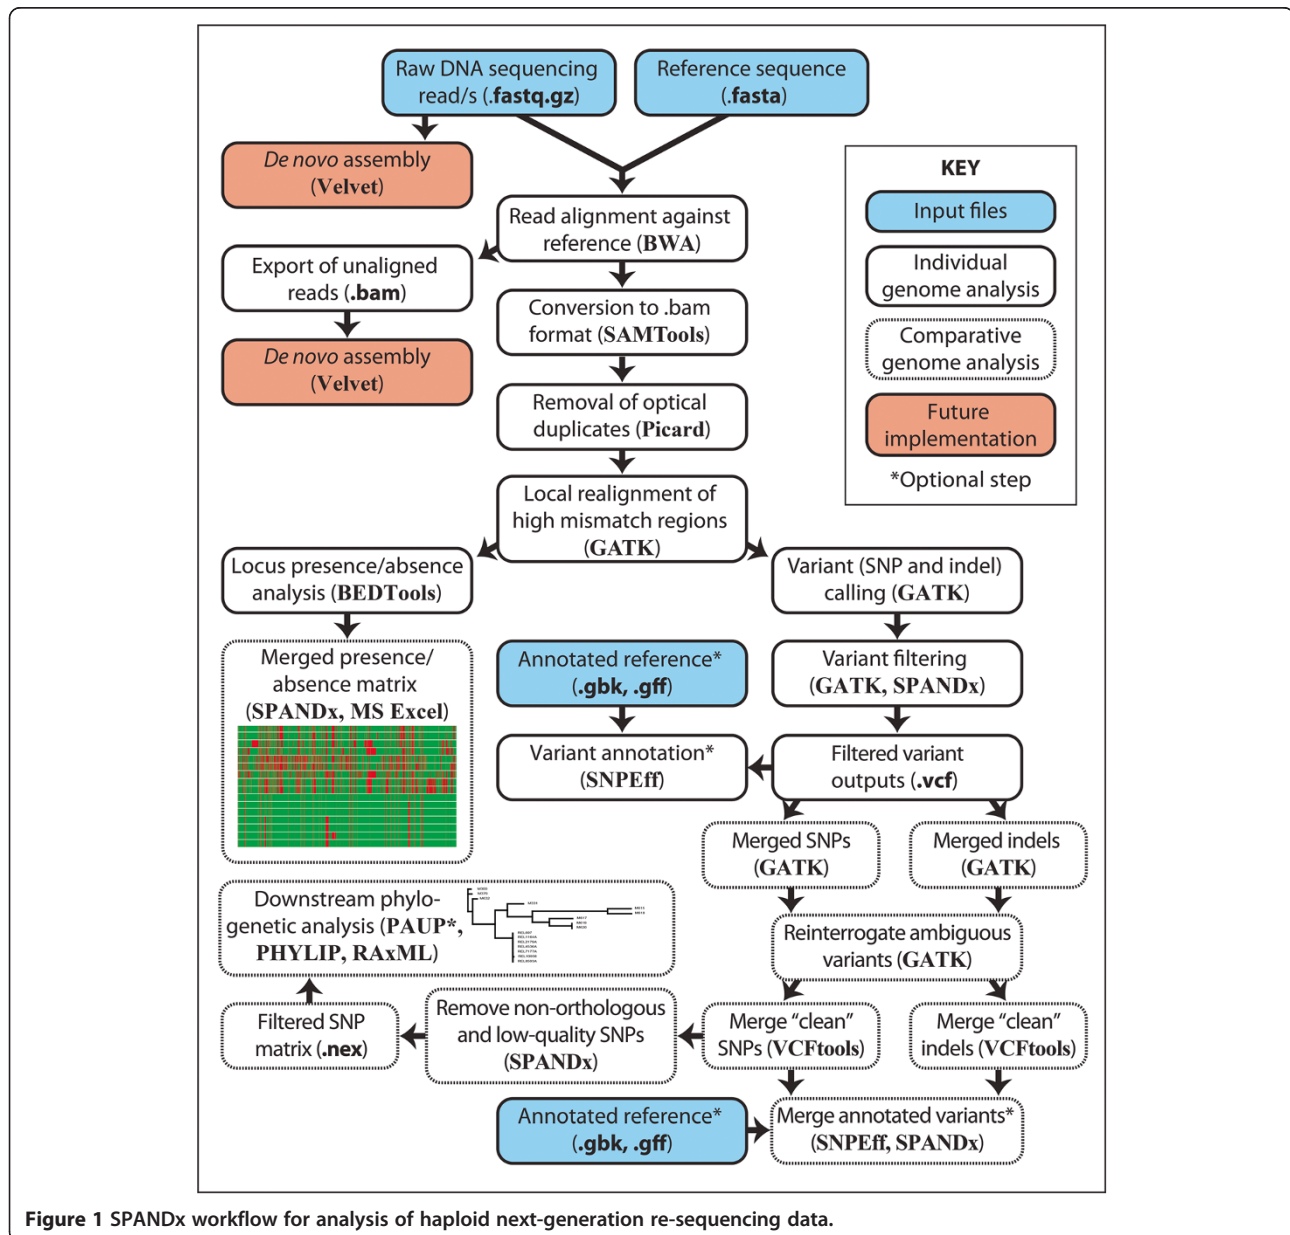 Raw DNA sequencing
read/s (.fastq.gz)
Reference sequence
(.fasta)
De novo assembly
(Velvet)
KEY
Input files
Individual
genome analysis
Comparative
genome analysis
Future
implementation
*Optional step
Read alignment against
reference (BWA)
Export of unaligned
reads (.bam)
Conversion to .bam
format (SAMTools)
De novo assembly
(Velvet)
Removal of optical
duplicates (Picard)
Local realignment of
high mismatch regions
(GATK)
Locus presence/absence
analysis (BEDTools)
Variant (SNP and indel)
calling (GATK)
Merged presence/
absence matrix
(SPANDx, MS Excel)
Annotated reference*
(.gbk, .gff)
Variant filtering
(GATK, SPANDx)
Variant annotation*
(SNPEff)
Filtered variant
outputs (.vcf)
Merged SNPs
(GATK)
Merged indels
(GATK)
Downstream phylo-
genetic analysis (PAUP*,
PHYLIP, RAxML)
Reinterrogate ambiguous
variants (GATK)
Filtered SNP
matrix (.nex)
Remove non-orthologous
and low-quality SNPs
(SPANDx)
Merge “clean”
SNPs (VCFtools)
Merge “clean”
indels (VCFtools)
Annotated reference*
(.gbk, .gff)
Merge annotated variants*
(SNPEff, SPANDx)
Figure 1 SPANDx workflow for analysis of haploid next-generation re-sequencing data.